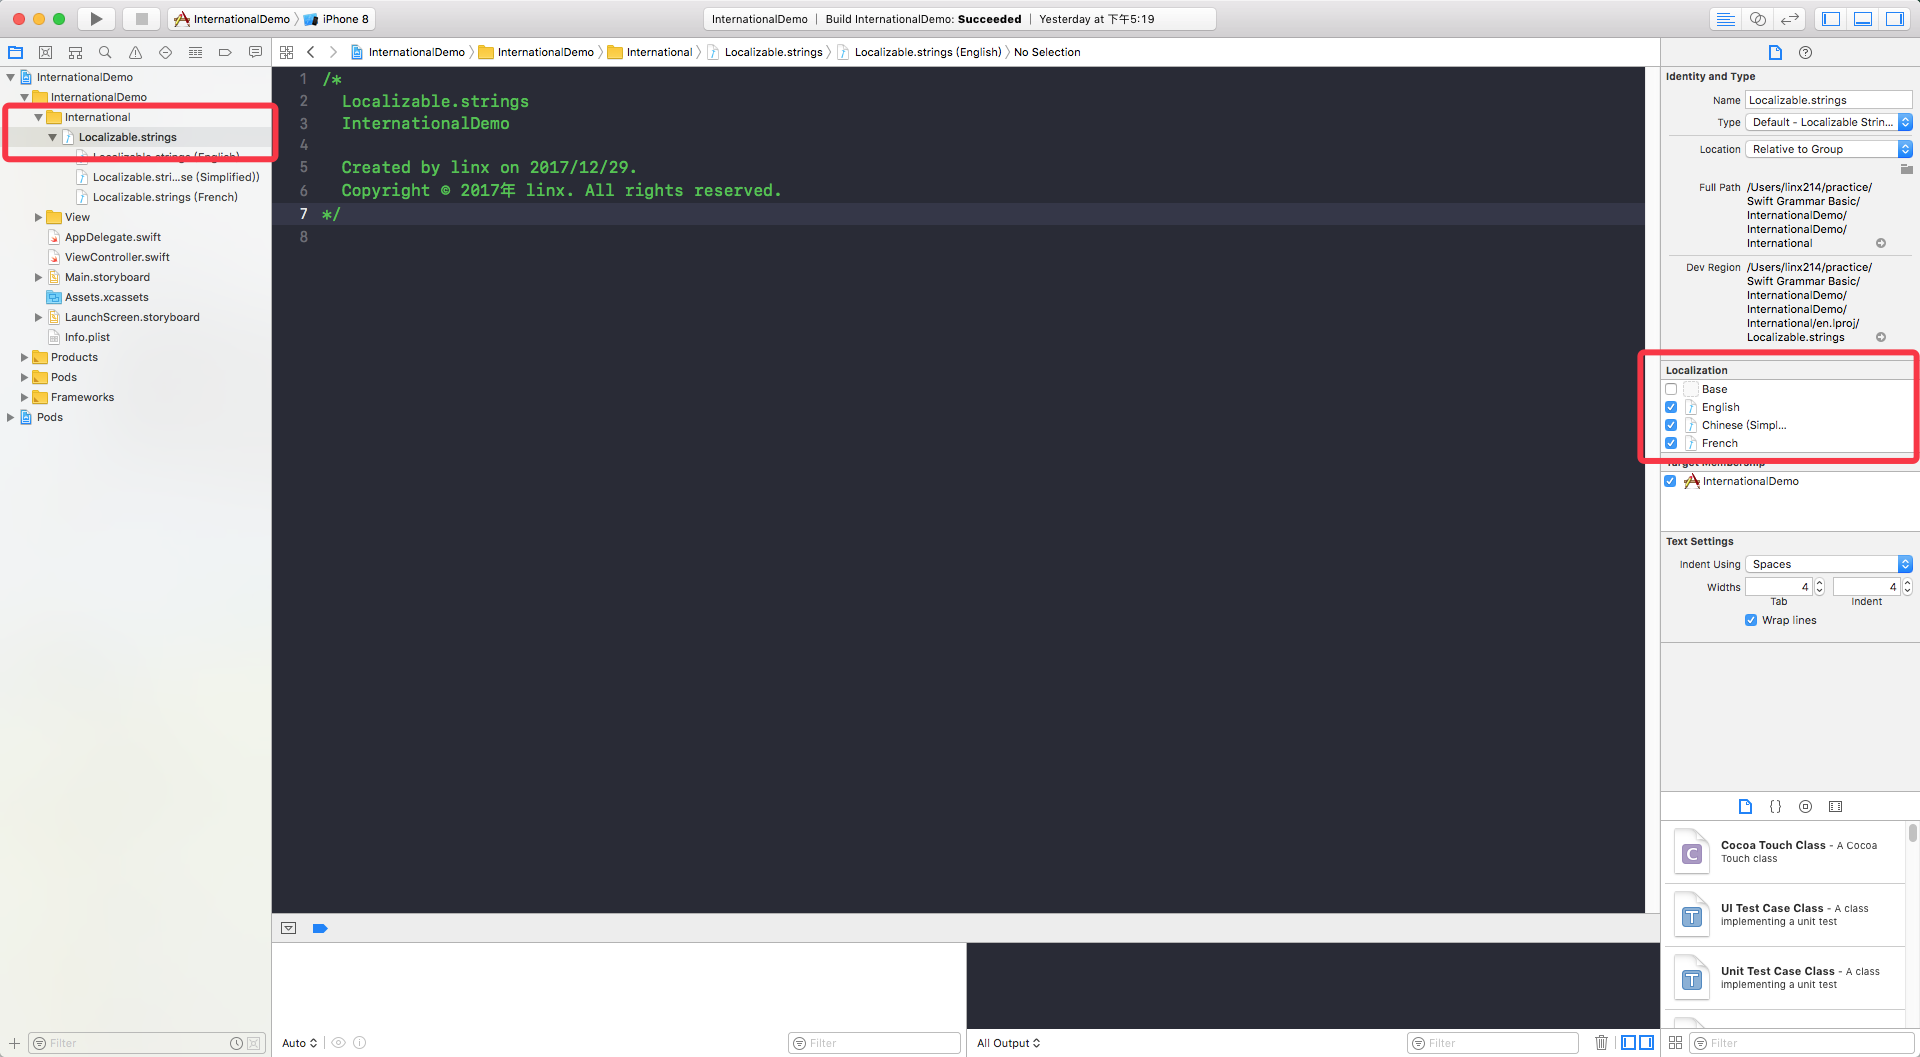 InternationalDemo
iPhone 8
InternationalDemo | Build InternationalDemo: Succeeded | Yesterday at 下午5:19
InternationalDemo
InternationalDemo
International
Localizable.strings
Localizable.strings (English)
No Selection
InternationalDemo
InternationalDemo
International
Localizable.strings
Localizable.strings (English)
Localizable.stri...se (Simplified))
Localizable.strings (French)
View
AppDelegate.swift
ViewController.swift
Main.storyboard
Assets.xcassets
LaunchScreen.storyboard
Info.plist
Products
Pods
Frameworks
Pods
Filter
1 /*
2 Localizable.strings
3 InternationalDemo
4
5 Created by linx on 2017/12/29.
6 Copyright © 2017年 linx. All rights reserved.
7 */
8
Auto
Filter
All Output
Filter
Identity and Type
Name Localizable.strings
Type Default - Localizable Strin...
Location Relative to Group
Full Path /Users/linx214/practice/
Swift Grammar Basic/
InternationalDemo/
InternationalDemo/
International
Dev Region /Users/linx214/practice/
Swift Grammar Basic/
InternationalDemo/
InternationalDemo/
International/en.lproj/
Localizable.strings
Localization
Base
English
Chinese (Simpl...
French
Target Membership
InternationalDemo
Text Settings
Indent Using Spaces
Widths 4 4
Tab Indent
Wrap lines
{}
C
Cocoa Touch Class - A Cocoa
Touch class
T
UI Test Case Class - A class
implementing a unit test
T
Unit Test Case Class - A class
implementing a unit test
Filter